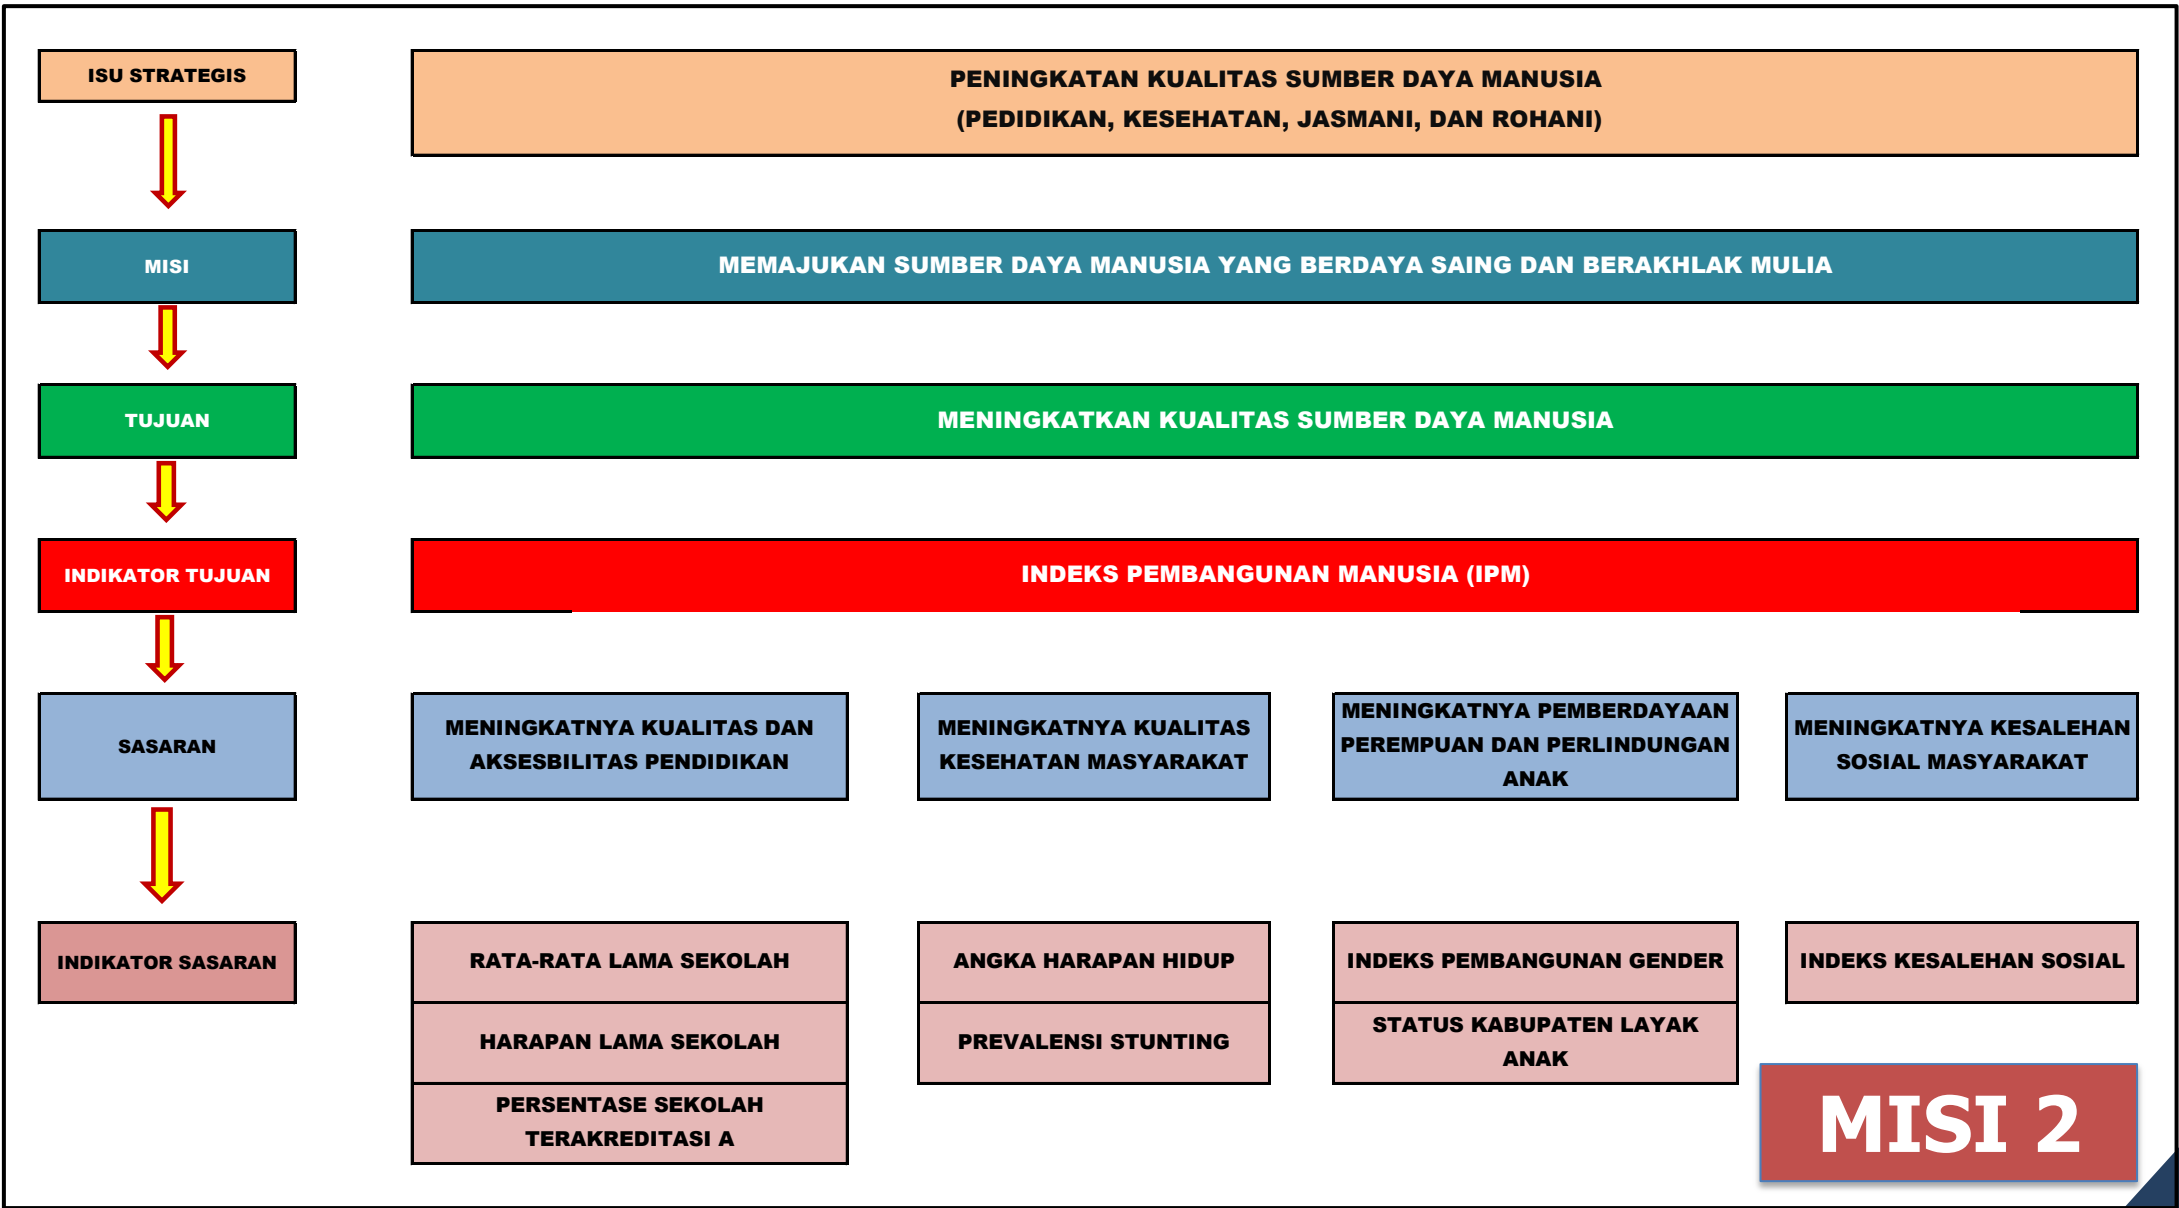 ISU STRATEGIS
PENINGKATAN KUALITAS SUMBER DAYA MANUSIA
(PEDIDIKAN, KESEHATAN, JASMANI, DAN ROHANI)
MISI
MEMAJUKAN SUMBER DAYA MANUSIA YANG BERDAYA SAING DAN BERAKHLAK MULIA
TUJUAN
MENINGKATKAN KUALITAS SUMBER DAYA MANUSIA
INDIKATOR TUJUAN
INDEKS PEMBANGUNAN MANUSIA (IPM)
SASARAN
MENINGKATNYA KUALITAS DAN
AKSESBILITAS PENDIDIKAN
MENINGKATNYA KUALITAS
KESEHATAN MASYARAKAT
MENINGKATNYA PEMBERDAYAAN
PEREMPUAN DAN PERLINDUNGAN
ANAK
MENINGKATNYA KESALEHAN
SOSIAL MASYARAKAT
INDIKATOR SASARAN
RATA-RATA LAMA SEKOLAH
ANGKA HARAPAN HIDUP
INDEKS PEMBANGUNAN GENDER
INDEKS KESALEHAN SOSIAL
HARAPAN LAMA SEKOLAH
PREVALENSI STUNTING
STATUS KABUPATEN LAYAK
ANAK
PERSENTASE SEKOLAH
TERAKREDITASI A
MISI 2